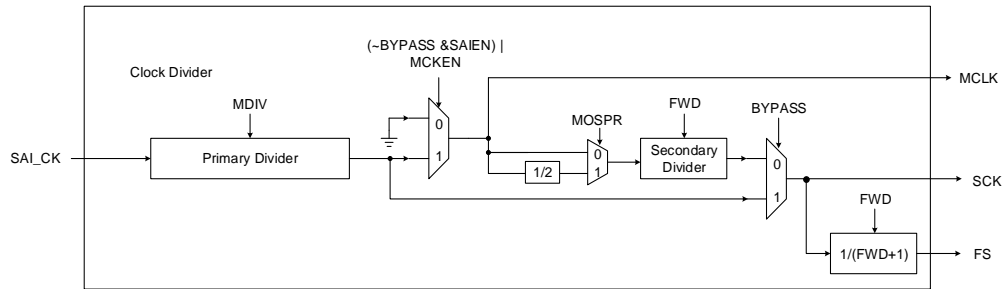 (~BYPASS &SAIEN) |
MCKEN
Clock Divider
MCLK
MDIV
FWD
BYPASS
MOSPR
0
1
SAI_CK
Primary Divider
0
1
1/2
Secondary
Divider
0
1
SCK
FWD
1/(FWD+1)
FS